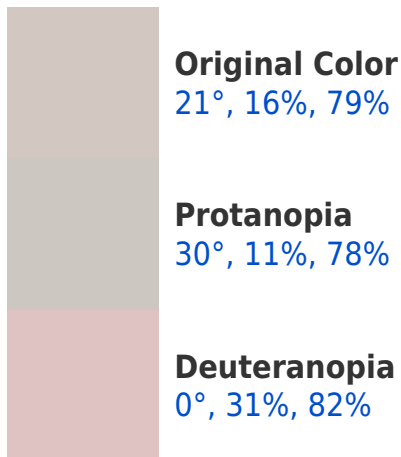 Original Color
21°, 16%, 79%
Protanopia
30°, 11%, 78%
Deuteranopia
0°, 31%, 82%